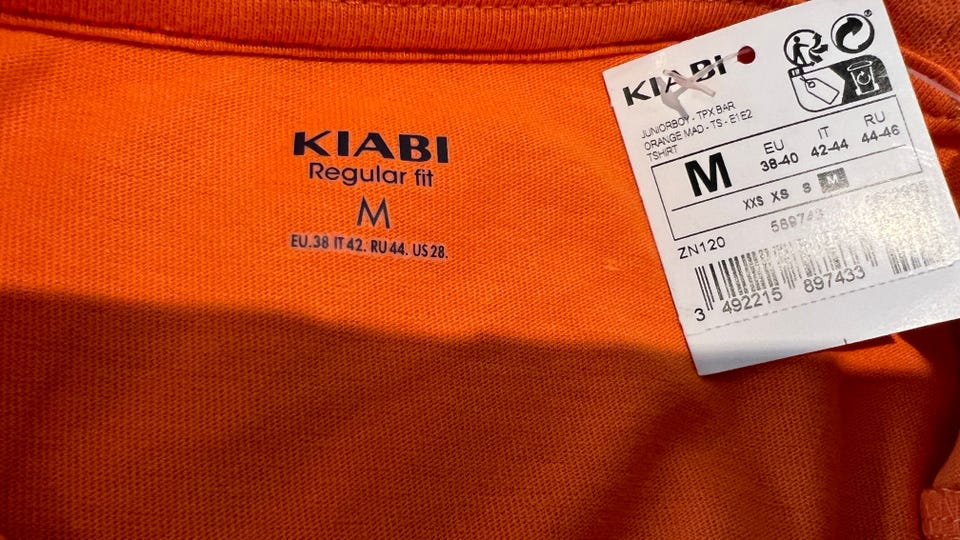 KIABI
Regular fit
M
EU.38 IT 42. RU 44. US 28.
KIABI
JUNIORBOY - TPX BAR
ORANGE MAD - TS - E1E2
TSHIRT
M
EU
38-40
IT
42-44
RU
44-46
XXS XS S M
589743
ZN120
3 492215 897433